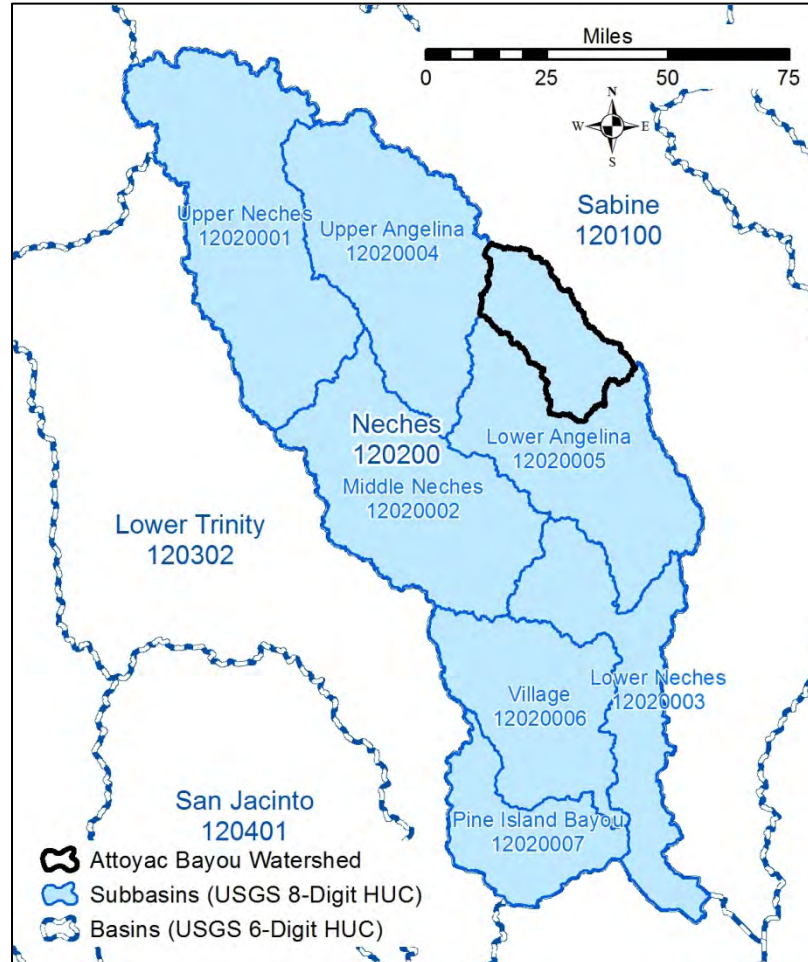 Miles
0 25 50 75
N
W E
S
Sabine
120100
Upper Neches
12020001
Upper Angelina
12020004
Neches
120200
Lower Angelina
12020005
Middle Neches
12020002
Lower Trinity
120302
Lower Neches
12020003
Village
12020006
San Jacinto
120401
Pine Island Bayou
12020007
Attoyac Bayou Watershed
Subbasins (USGS 8-Digit HUC)
Basins (USGS 6-Digit HUC)